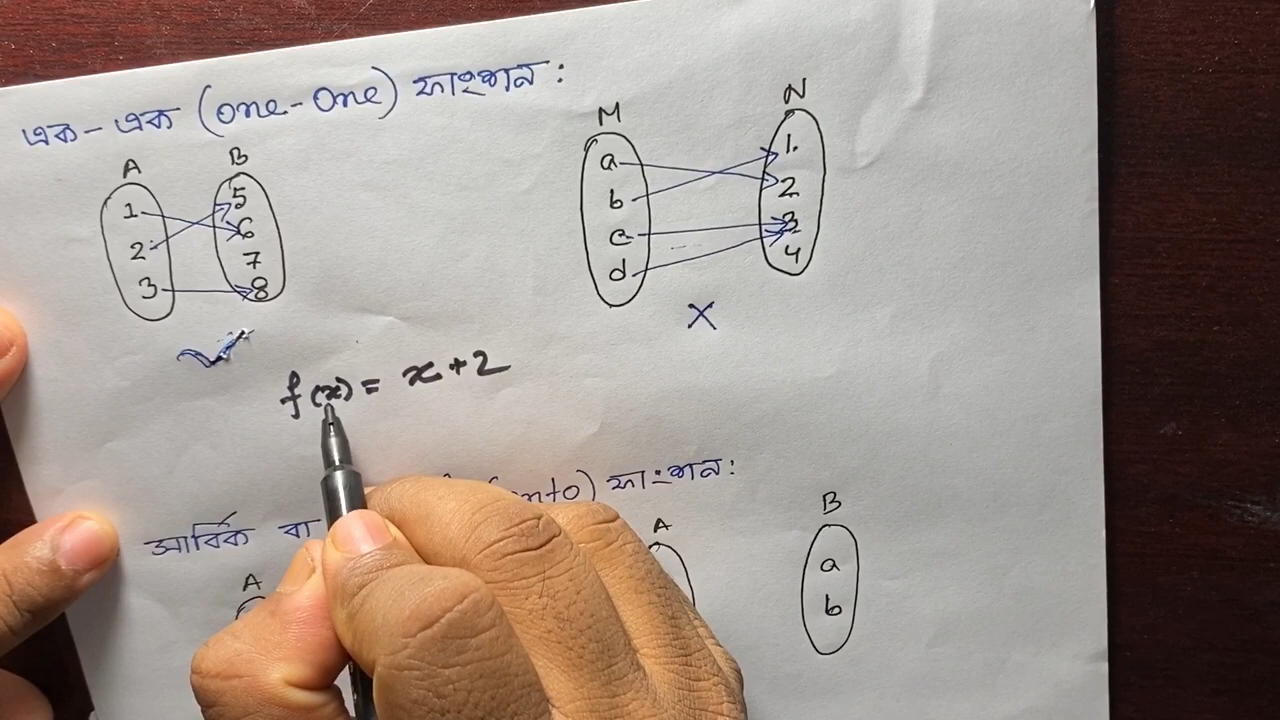 এক-এক (one-one) ফাংশন:
A B
1 5
2 6
3 7
8
M N
a 1
b 2
c 3
d 4
f(x) = x+2
সার্বিক বা onto) ফাংশন:
A A B
a
b